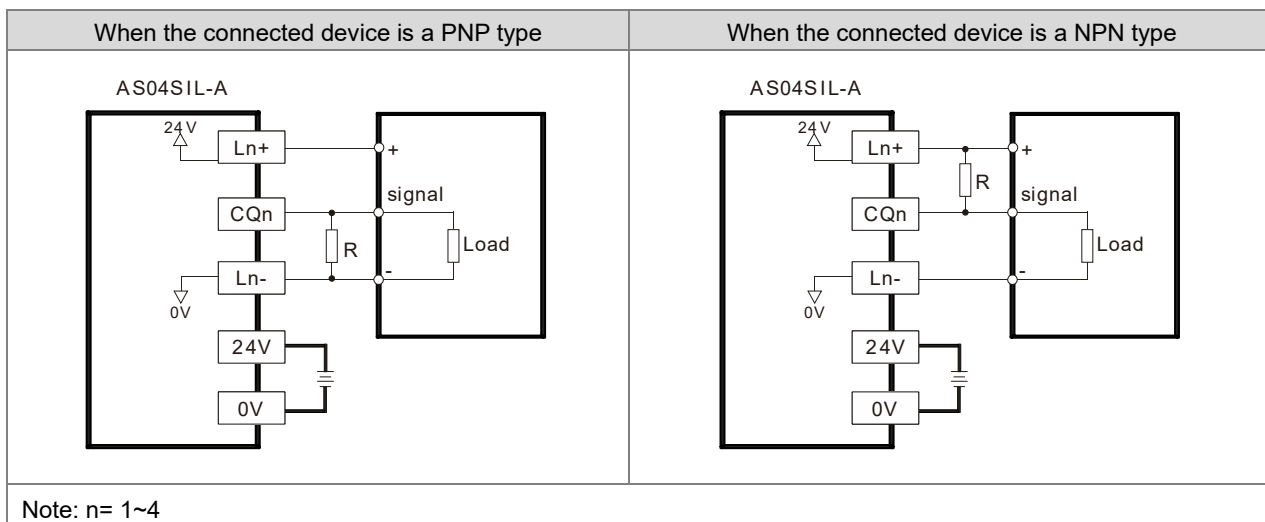 When the connected device is a PNP type
When the connected device is a NPN type
AS04SIL-A
24V
Ln+
+
signal
CQn
R
Load
Ln-
-
0V
24V
0V
AS04SIL-A
24V
Ln+
+
R
signal
CQn
Load
Ln-
-
0V
24V
0V
Note: n= 1~4